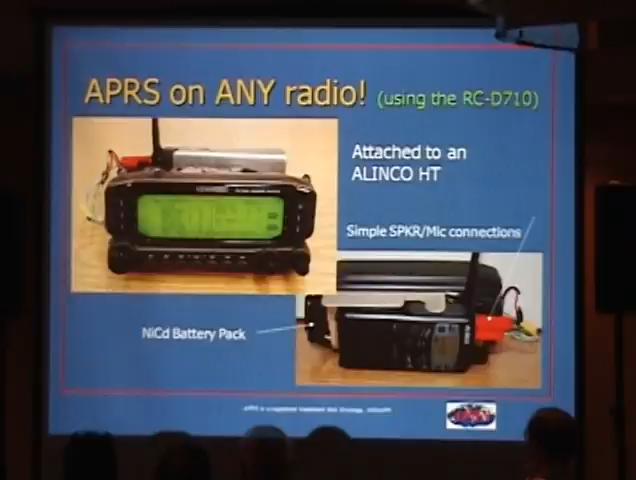 APRS on ANY radio! (using the RC-D710)
Attached to an
ALINCO HT
Simple SPKR/Mic connections
NiCd Battery Pack